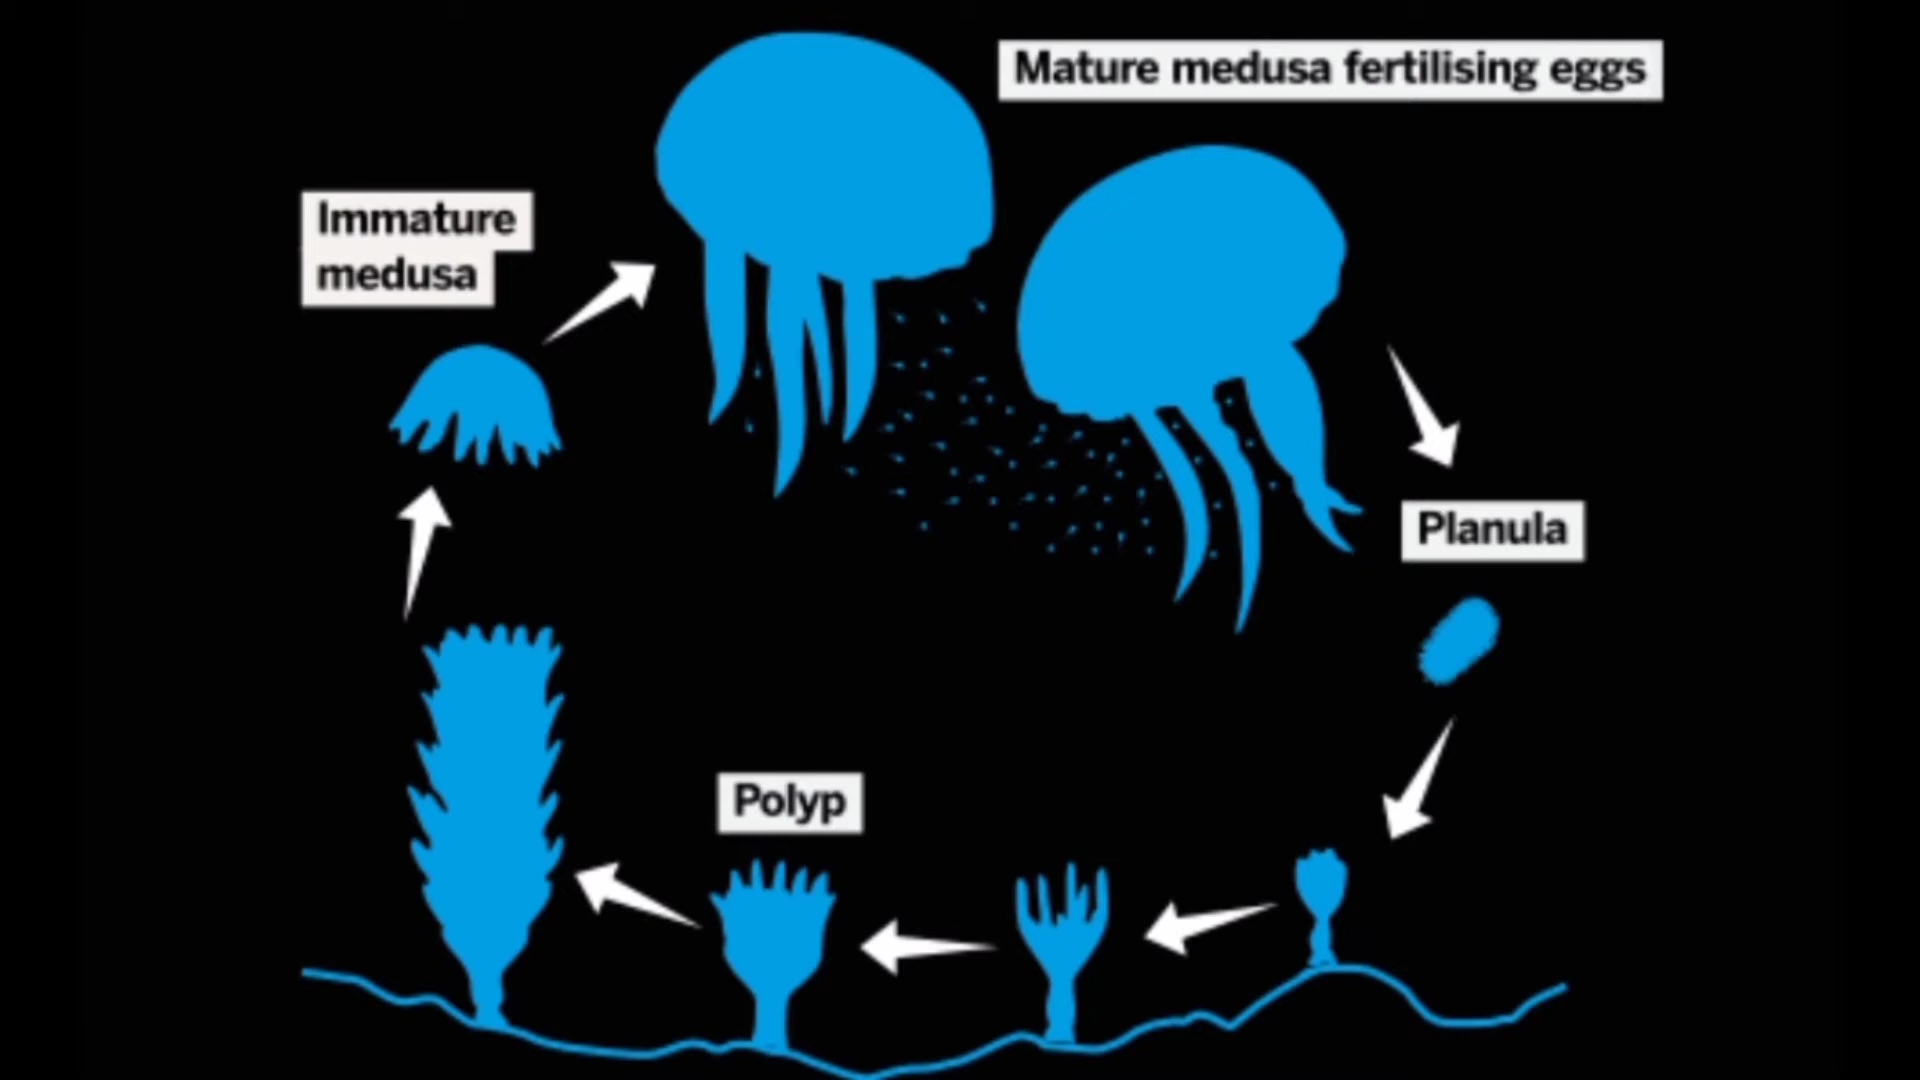 Mature medusa fertilising eggs
Immature
medusa
Planula
Polyp